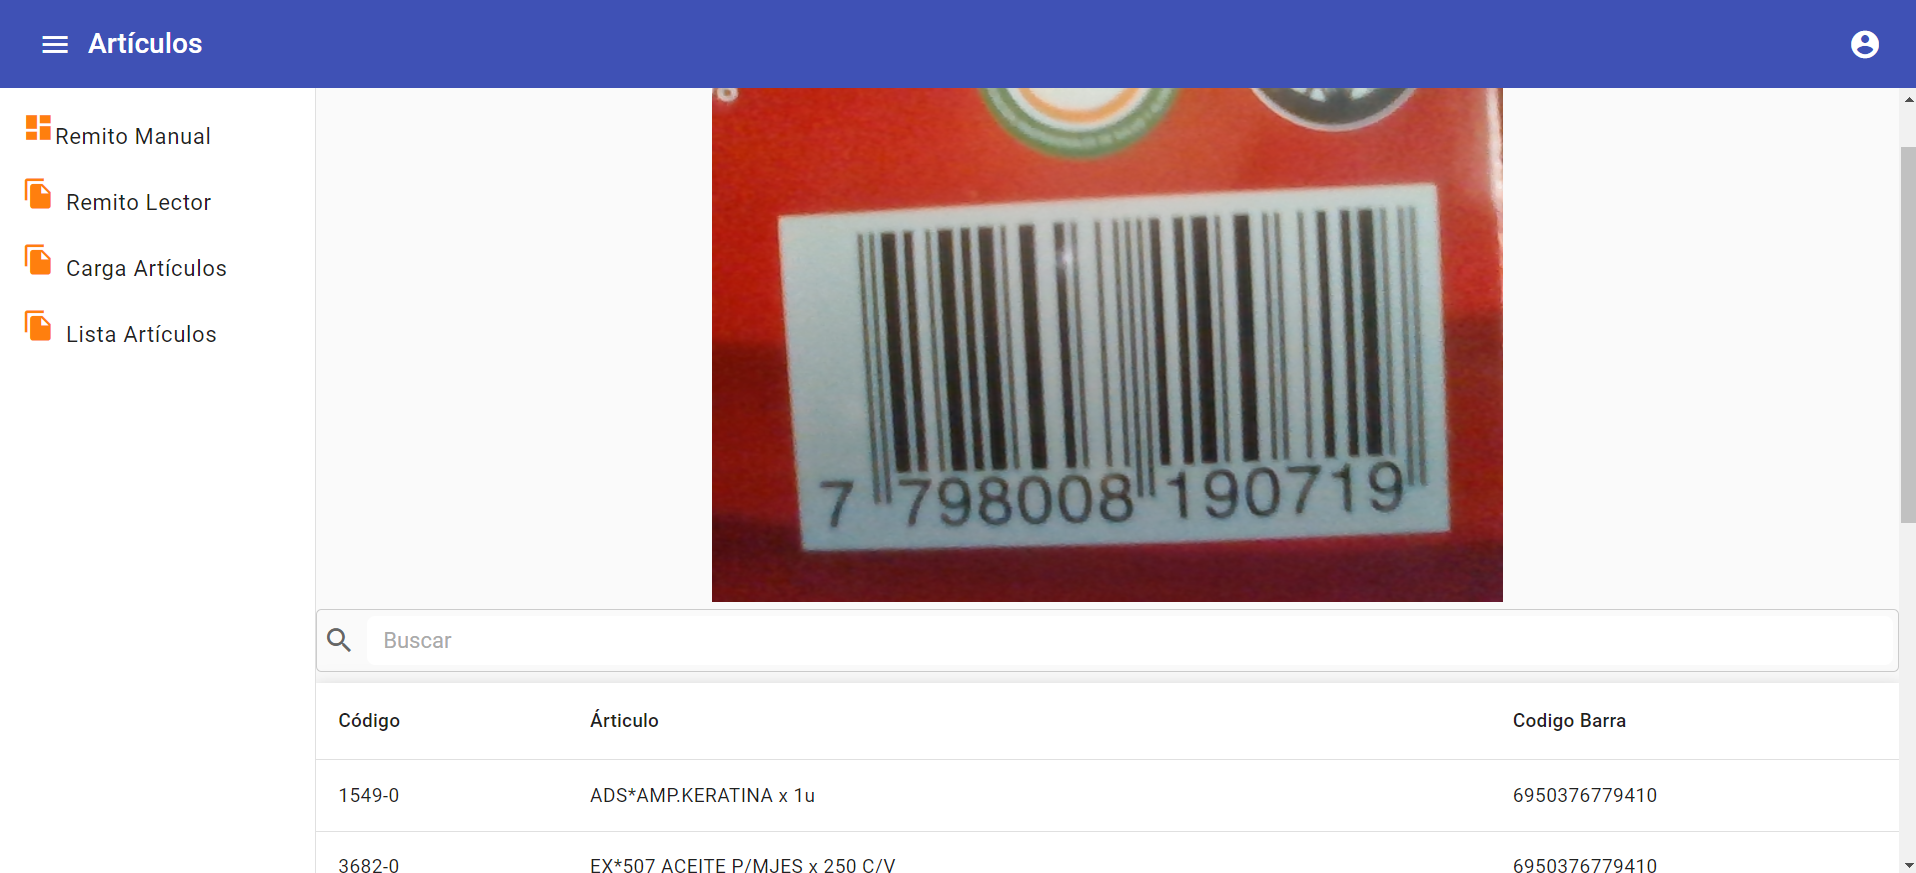 Artículos
Remito Manual
Remito Lector
Carga Artículos
Lista Artículos
7 798008 190719
Buscar
Código Árticulo Codigo Barra
1549-0 ADS*AMP.KERATINA x 1u 6950376779410
3682-0 EX*507 ACEITE P/MJES x 250 C/V 6950376779410